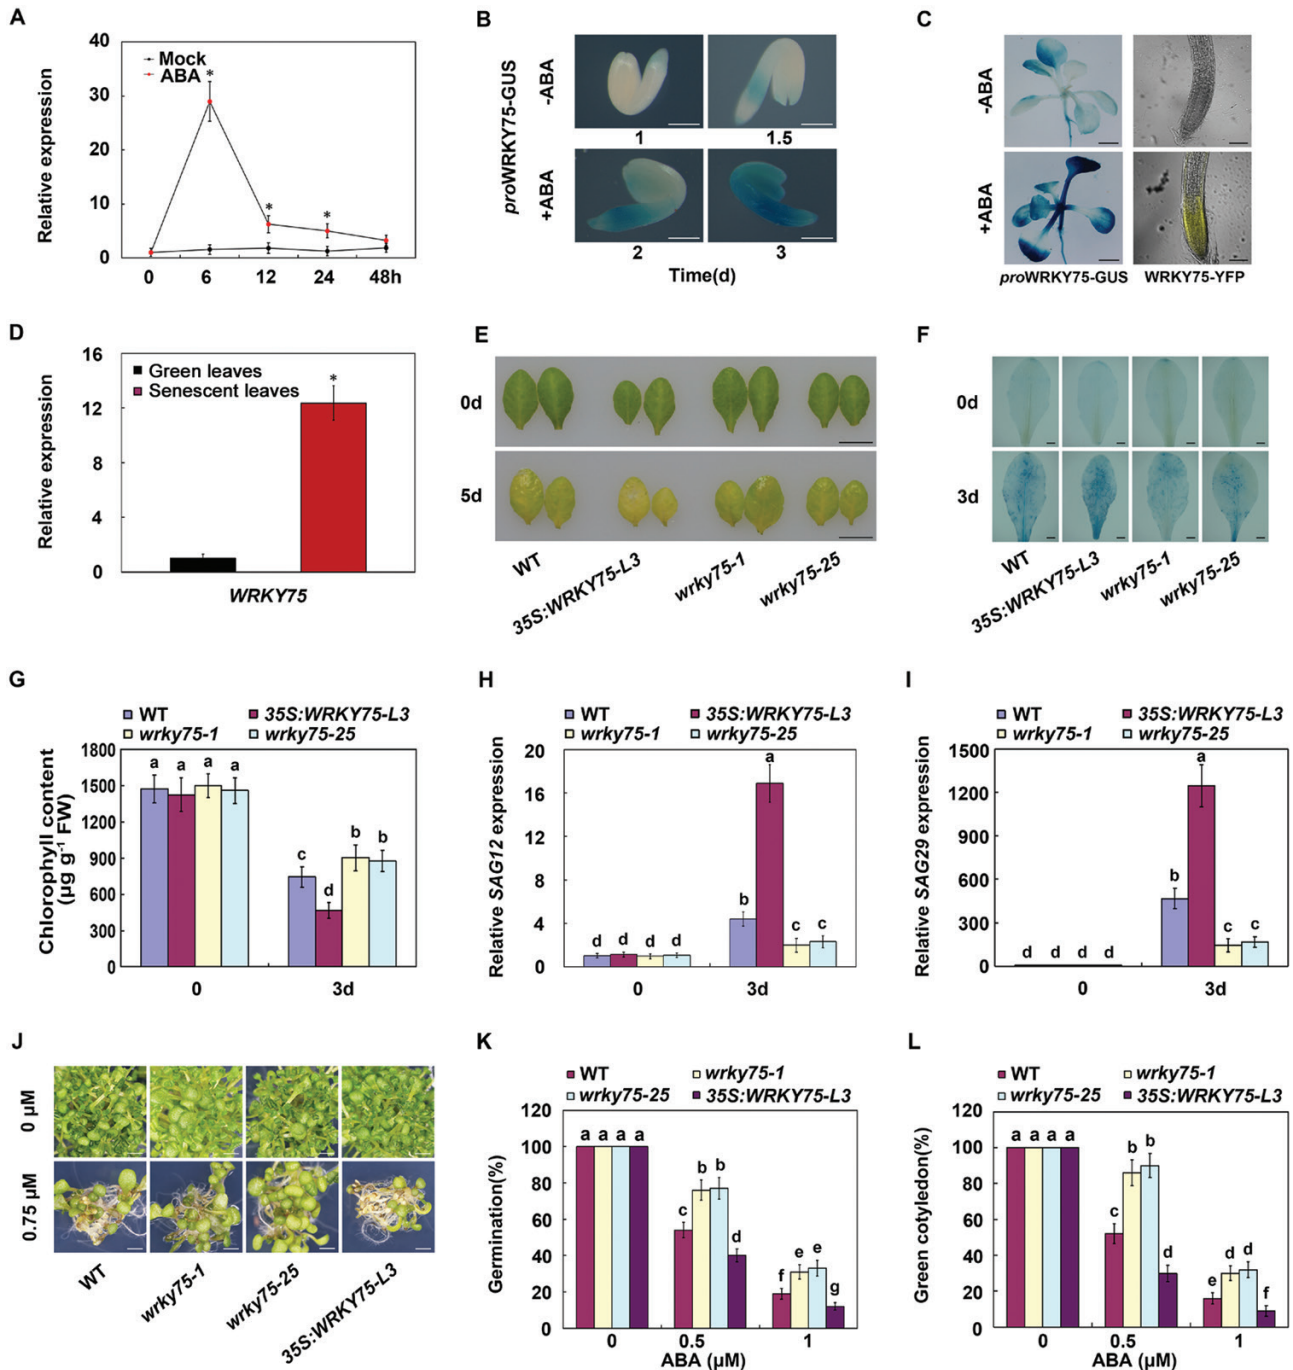 A
Relative expression
40
30
20
10
0
Mock
ABA
*
*
*
0 6 12 24 48h
B
proWRKY75-GUS
-ABA
+ABA
1 1.5
2 3
Time(d)
C
-ABA
+ABA
proWRKY75-GUS WRKY75-YFP
D
Relative expression
16
12
8
4
0
Green leaves
Senescent leaves
*
WRKY75
E
0d
5d
WT 35S:WRKY75-L3 wrky75-1 wrky75-25
F
0d
3d
WT 35S:WRKY75-L3 wrky75-1 wrky75-25
G
WT 35S:WRKY75-L3
wrky75-1 wrky75-25
Chlorophyll content
(µg g-1 FW)
1800
1500
1200
900
600
300
0
a a a a
c d b b
0 3d
H
WT 35S:WRKY75-L3
wrky75-1 wrky75-25
Relative SAG12 expression
20
16
12
8
4
0
d d d d
b a c c
0 3d
I
WT 35S:WRKY75-L3
wrky75-1 wrky75-25
Relative SAG29 expression
1500
1200
900
600
300
0
d d d d
b a c c
0 3d
J
0 µM
0.75 µM
WT wrky75-1 wrky75-25 35S:WRKY75-L3
K
WT wrky75-1
wrky75-25 35S:WRKY75-L3
Germination(%)
120
100
80
60
40
20
0
a a a a
c b b d
f e e g
0 0.5 1
ABA (µM)
L
WT wrky75-1
wrky75-25 35S:WRKY75-L3
Green cotyledon(%)
120
100
80
60
40
20
0
a a a a
c b b d
e d d f
0 0.5 1
ABA (µM)